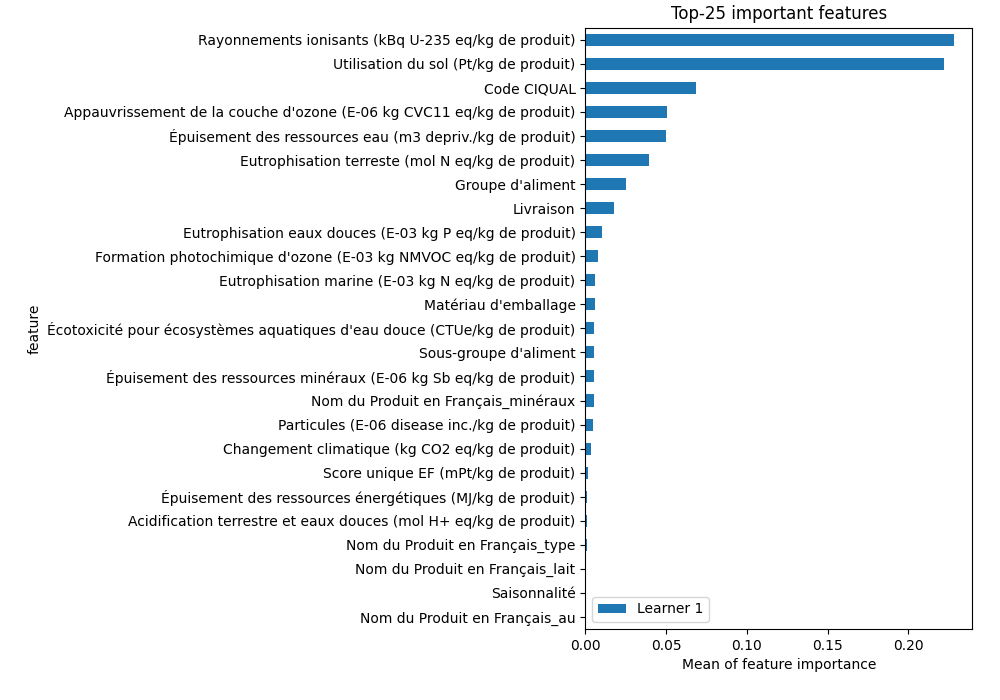 Top-25 important features
Rayonnements ionisants (kBq U-235 eq/kg de produit)
Utilisation du sol (Pt/kg de produit)
Code CIQUAL
Appauvrissement de la couche d'ozone (E-06 kg CVC11 eq/kg de produit)
Épuisement des ressources eau (m3 depriv./kg de produit)
Eutrophisation terreste (mol N eq/kg de produit)
Groupe d'aliment
Livraison
Eutrophisation eaux douces (E-03 kg P eq/kg de produit)
Formation photochimique d'ozone (E-03 kg NMVOC eq/kg de produit)
Eutrophisation marine (E-03 kg N eq/kg de produit)
Matériau d'emballage
Écotoxicité pour écosystèmes aquatiques d'eau douce (CTUe/kg de produit)
Sous-groupe d'aliment
Épuisement des ressources minéraux (E-06 kg Sb eq/kg de produit)
Nom du Produit en Français_minéraux
Particules (E-06 disease inc./kg de produit)
Changement climatique (kg CO2 eq/kg de produit)
Score unique EF (mPt/kg de produit)
Épuisement des ressources énergétiques (MJ/kg de produit)
Acidification terrestre et eaux douces (mol H+ eq/kg de produit)
Nom du Produit en Français_type
Nom du Produit en Français_lait
Saisonnalité
Nom du Produit en Français_au
feature
Learner 1
0.00 0.05 0.10 0.15 0.20
Mean of feature importance